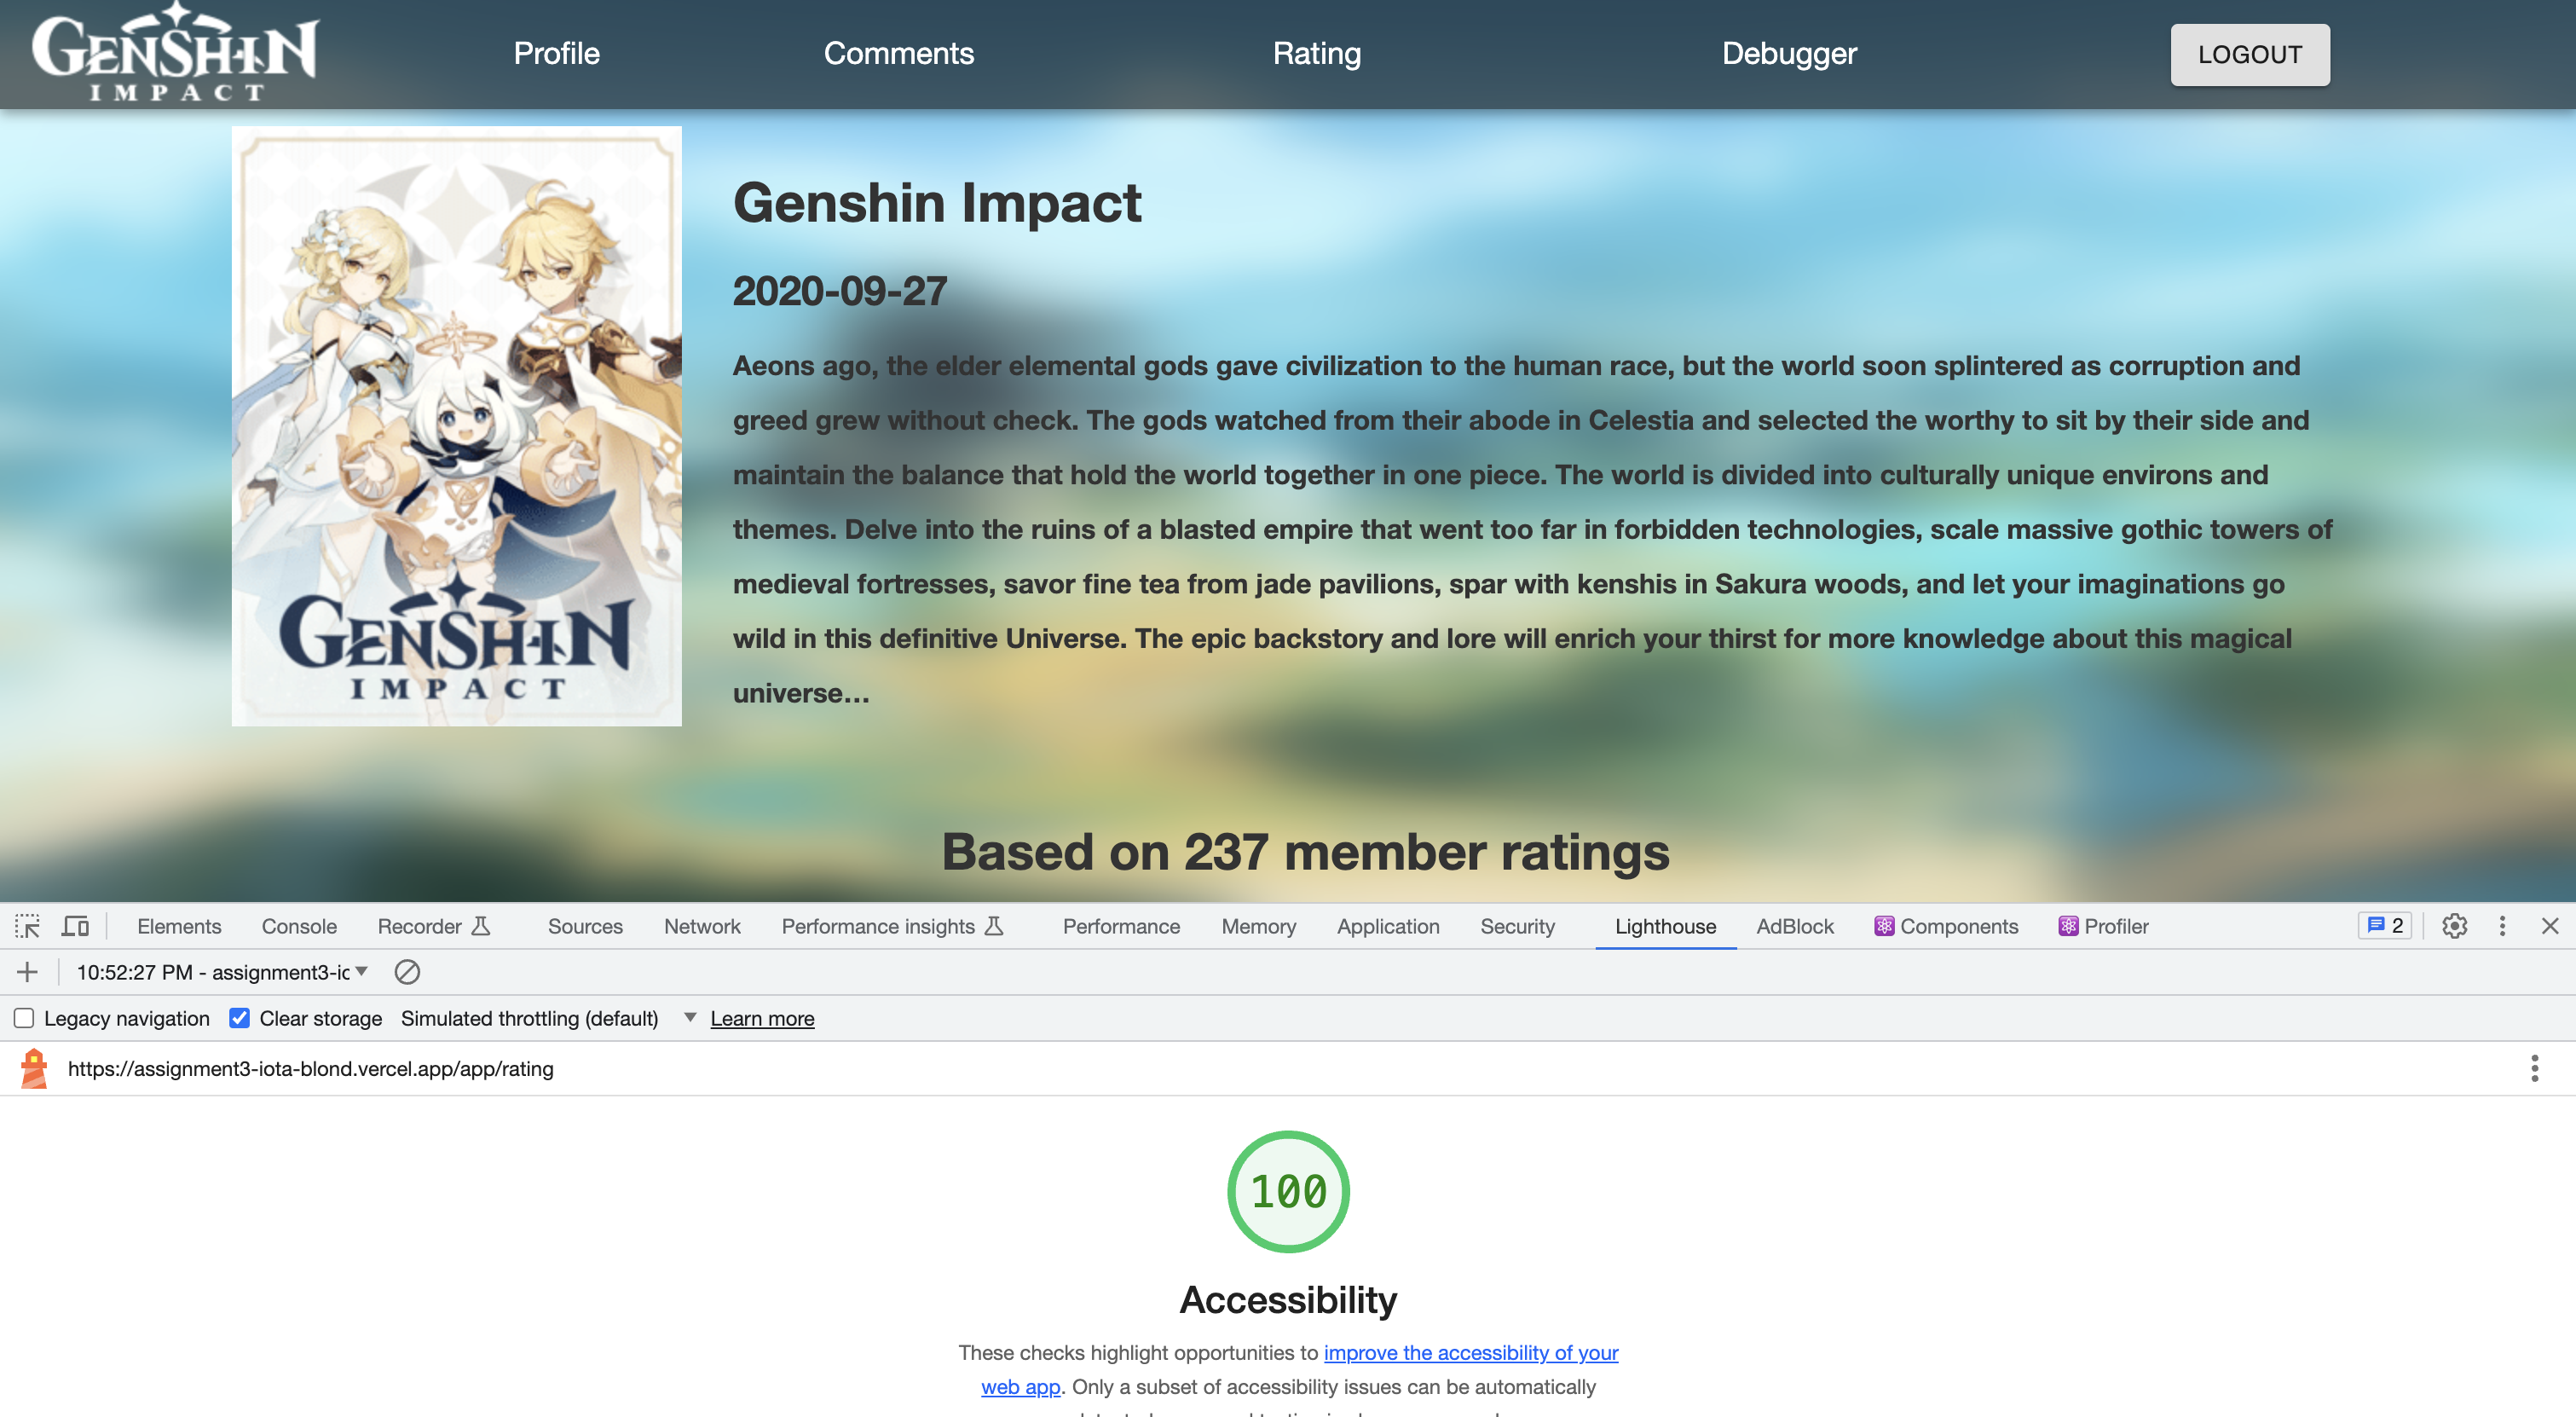 GENSHIN
IMPACT
Profile
Comments
Rating
Debugger
LOGOUT
GENSHIN
IMPACT
Genshin Impact
2020-09-27
Aeons ago, the elder elemental gods gave civilization to the human race, but the world soon splintered as corruption and
greed grew without check. The gods watched from their abode in Celestia and selected the worthy to sit by their side and
maintain the balance that hold the world together in one piece. The world is divided into culturally unique environs and
themes. Delve into the ruins of a blasted empire that went too far in forbidden technologies, scale massive gothic towers of
medieval fortresses, savor fine tea from jade pavilions, spar with kenshis in Sakura woods, and let your imaginations go
wild in this definitive Universe. The epic backstory and lore will enrich your thirst for more knowledge about this magical
universe…
Based on 237 member ratings
Elements
Console
Recorder
Sources
Network
Performance insights
Performance
Memory
Application
Security
Lighthouse
AdBlock
Components
Profiler
2
10:52:27 PM - assignment3-ic
Legacy navigation
Clear storage
Simulated throttling (default)
Learn more
https://assignment3-iota-blond.vercel.app/app/rating
100
Accessibility
These checks highlight opportunities to improve the accessibility of your
web app. Only a subset of accessibility issues can be automatically